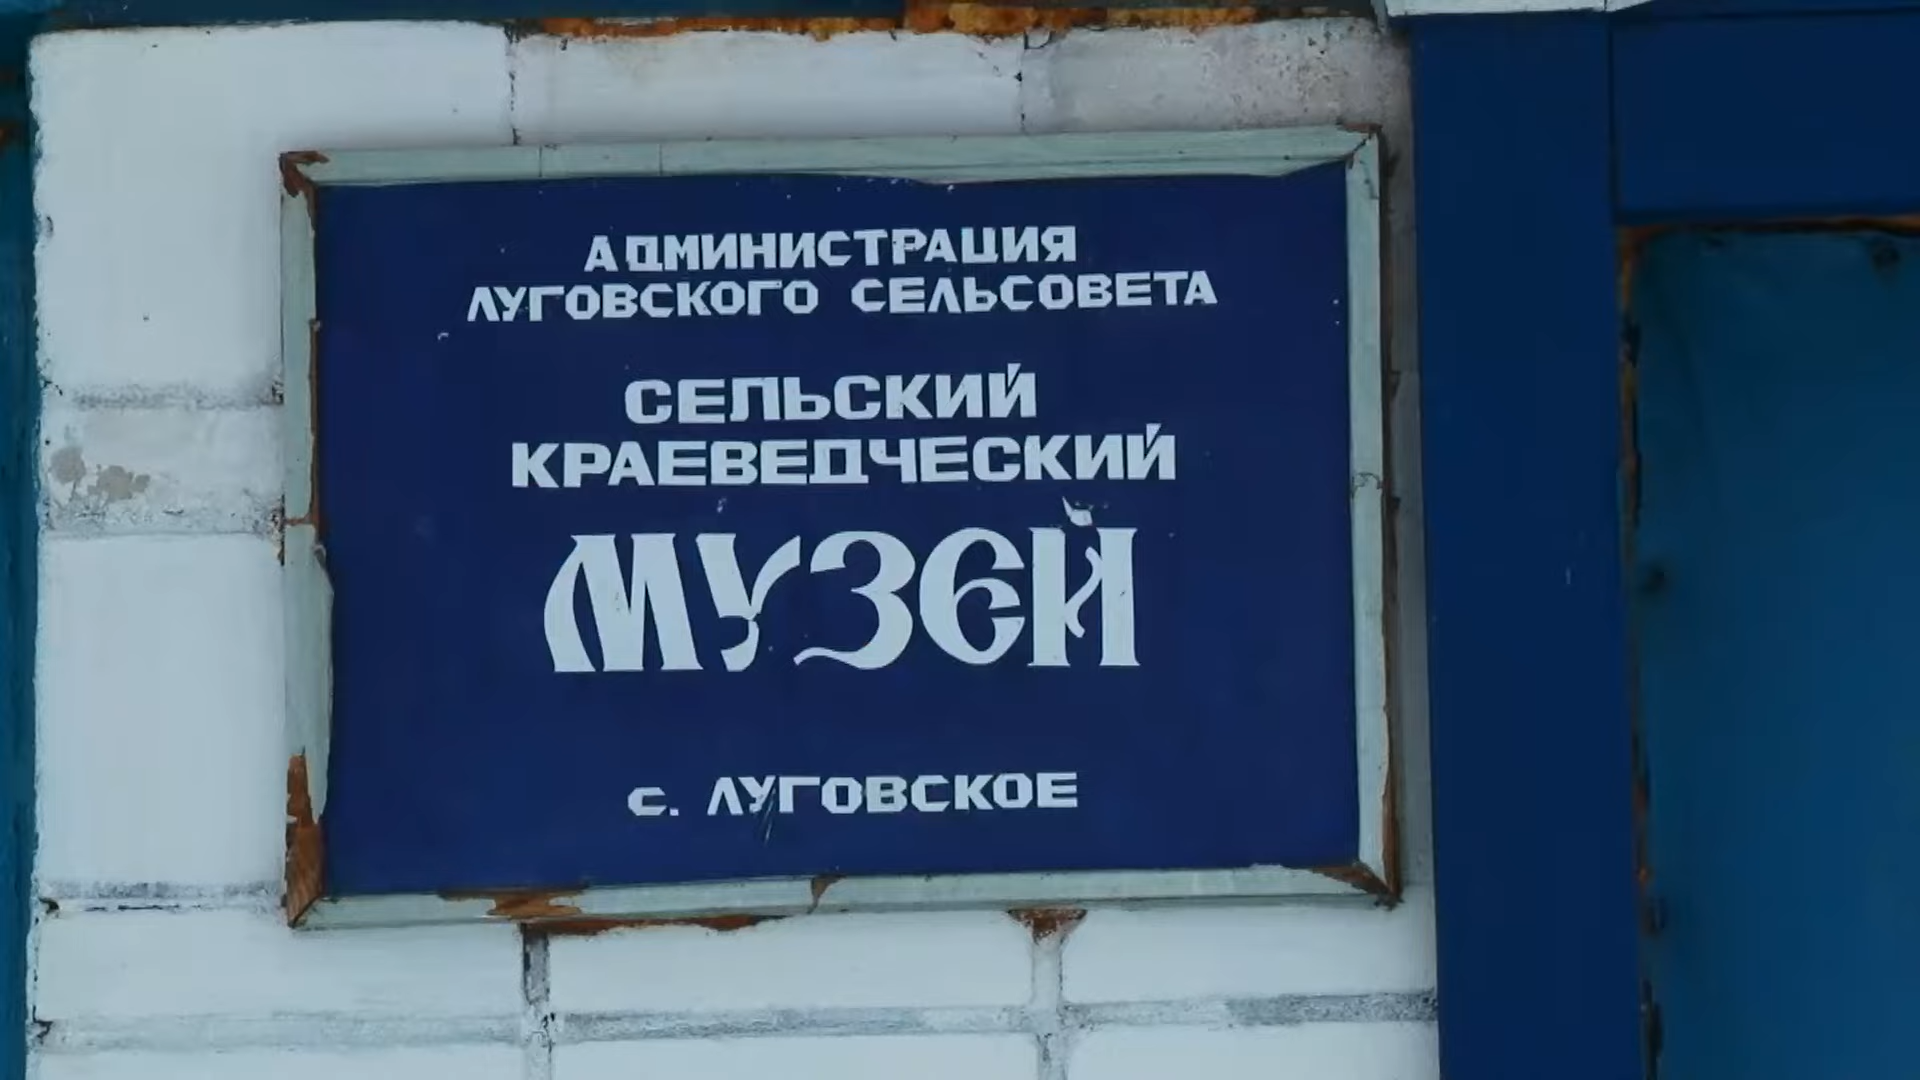 АДМИНИСТРАЦИЯ
ЛУГОВСКОГО СЕЛЬСОВЕТА
СЕЛЬСКИЙ
КРАЕВЕДЧЕСКИЙ
МУЗЕЙ
с. ЛУГОВСКОЕ